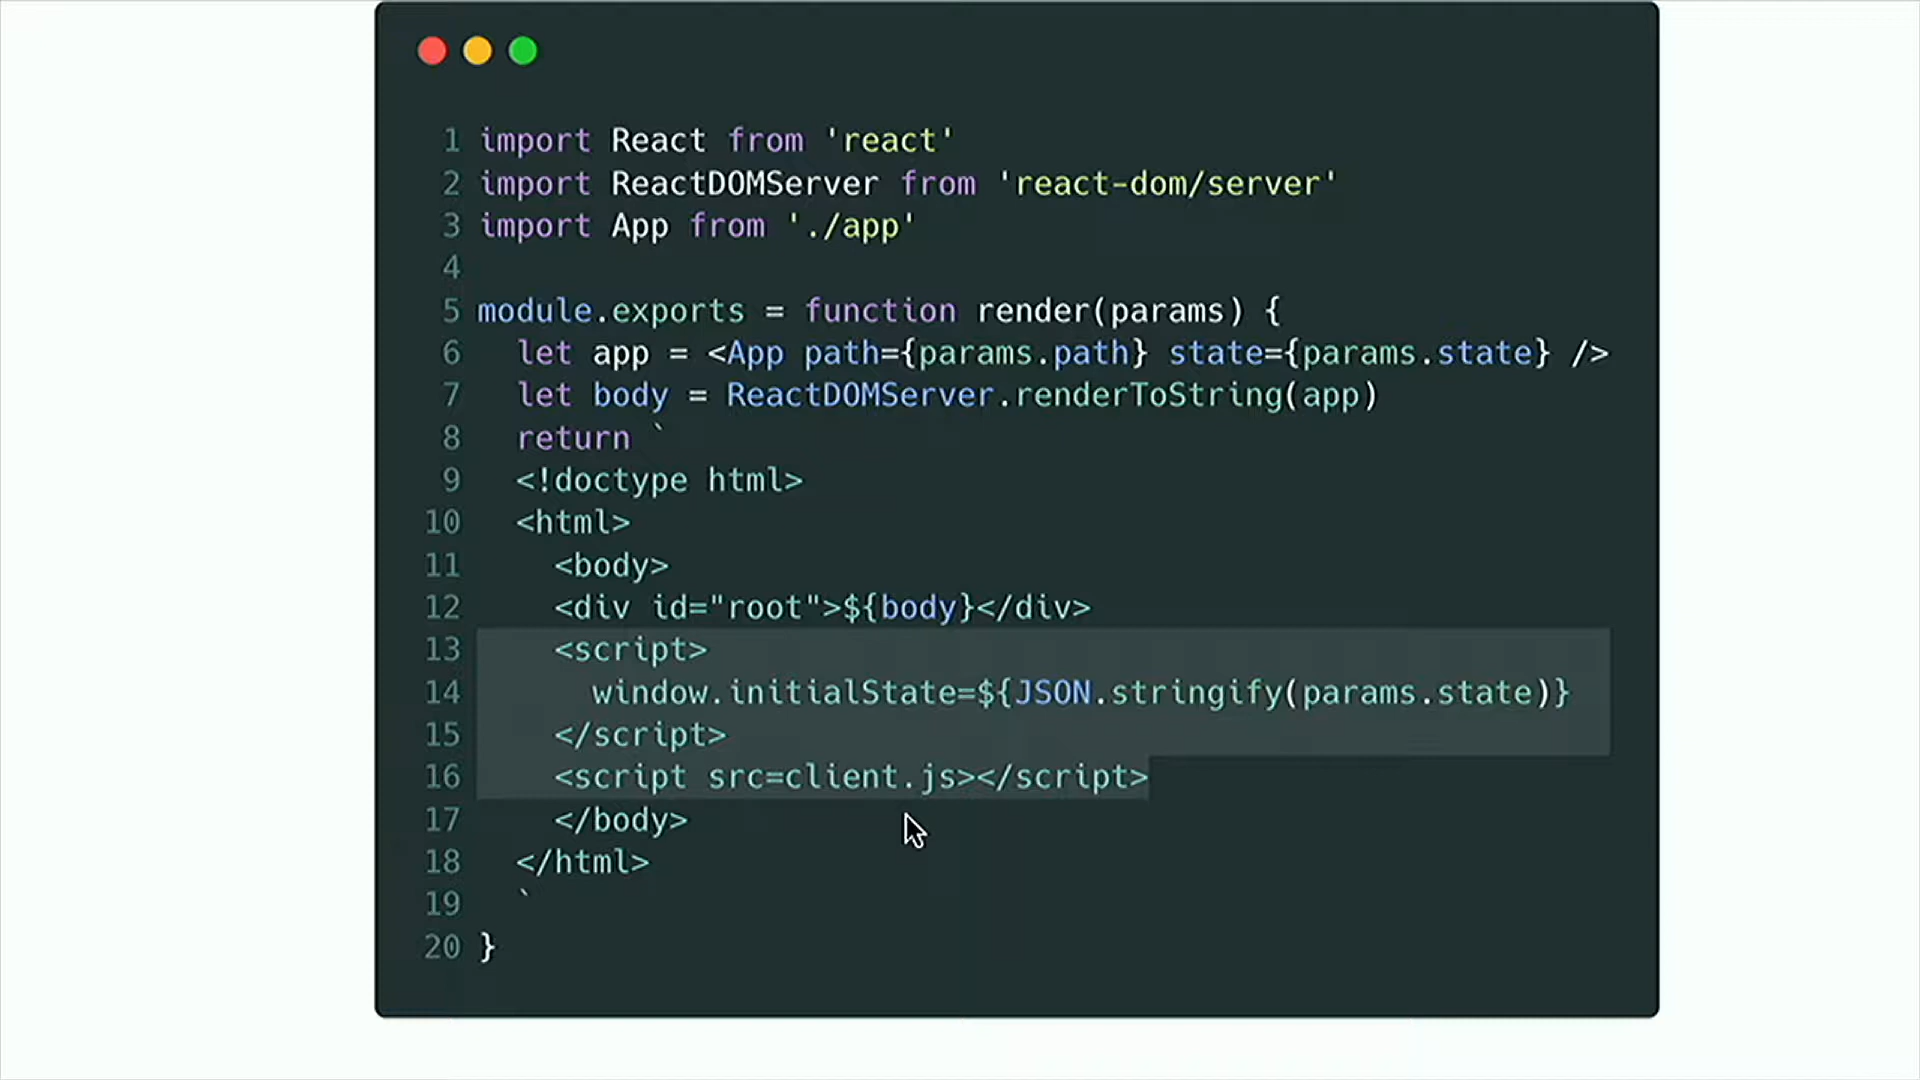 1 import React from 'react'
2 import ReactDOMServer from 'react-dom/server'
3 import App from './app'
4
5 module.exports = function render(params) {
6   let app = <App path={params.path} state={params.state} />
7   let body = ReactDOMServer.renderToString(app)
8   return `
9   <!doctype html>
10   <html>
11     <body>
12     <div id="root">${body}</div>
13     <script>
14       window.initialState=${JSON.stringify(params.state)}
15     </script>
16     <script src=client.js></script>
17     </body>
18   </html>
19   `
20 }